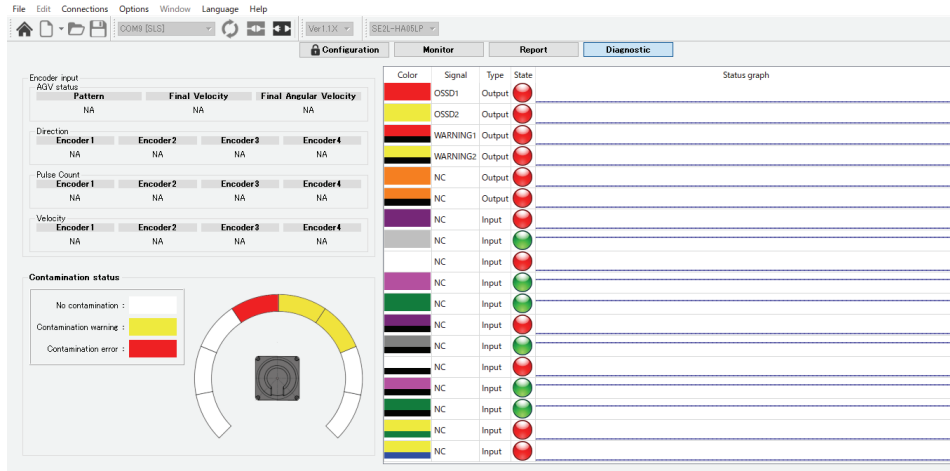 File Edit Connections Options Window Language Help
COM9 [SLS] Ver1.1X SE2L-HA05LP
Configuration Monitor Report Diagnostic
Encoder input
AGV status
Pattern Final Velocity Final Angular Velocity
NA NA NA
Direction
Encoder1 Encoder2 Encoder3 Encoder4
NA NA NA NA
Pulse Count
Encoder1 Encoder2 Encoder3 Encoder4
NA NA NA NA
Velocity
Encoder1 Encoder2 Encoder3 Encoder4
NA NA NA NA
Contamination status
No contamination :
Contamination warning :
Contamination error :
Color Signal Type State Status graph
OSSD1 Output
OSSD2 Output
WARNING1 Output
WARNING2 Output
NC Output
NC Output
NC Input
NC Input
NC Input
NC Input
NC Input
NC Input
NC Input
NC Input
NC Input
NC Input
NC Input
NC Input